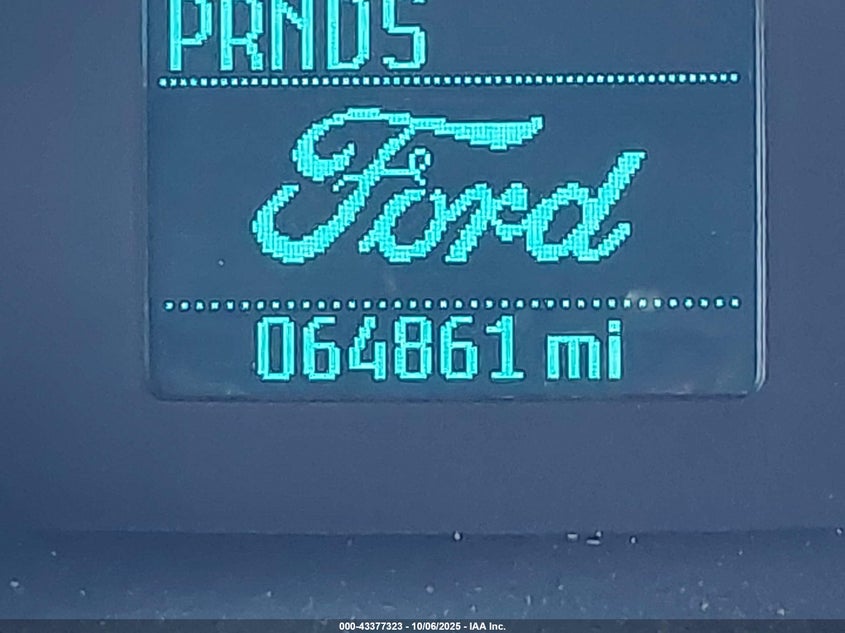 PRNDS
Ford
064861 mi
000-43377323 - 10/06/2025 - IAA Inc.